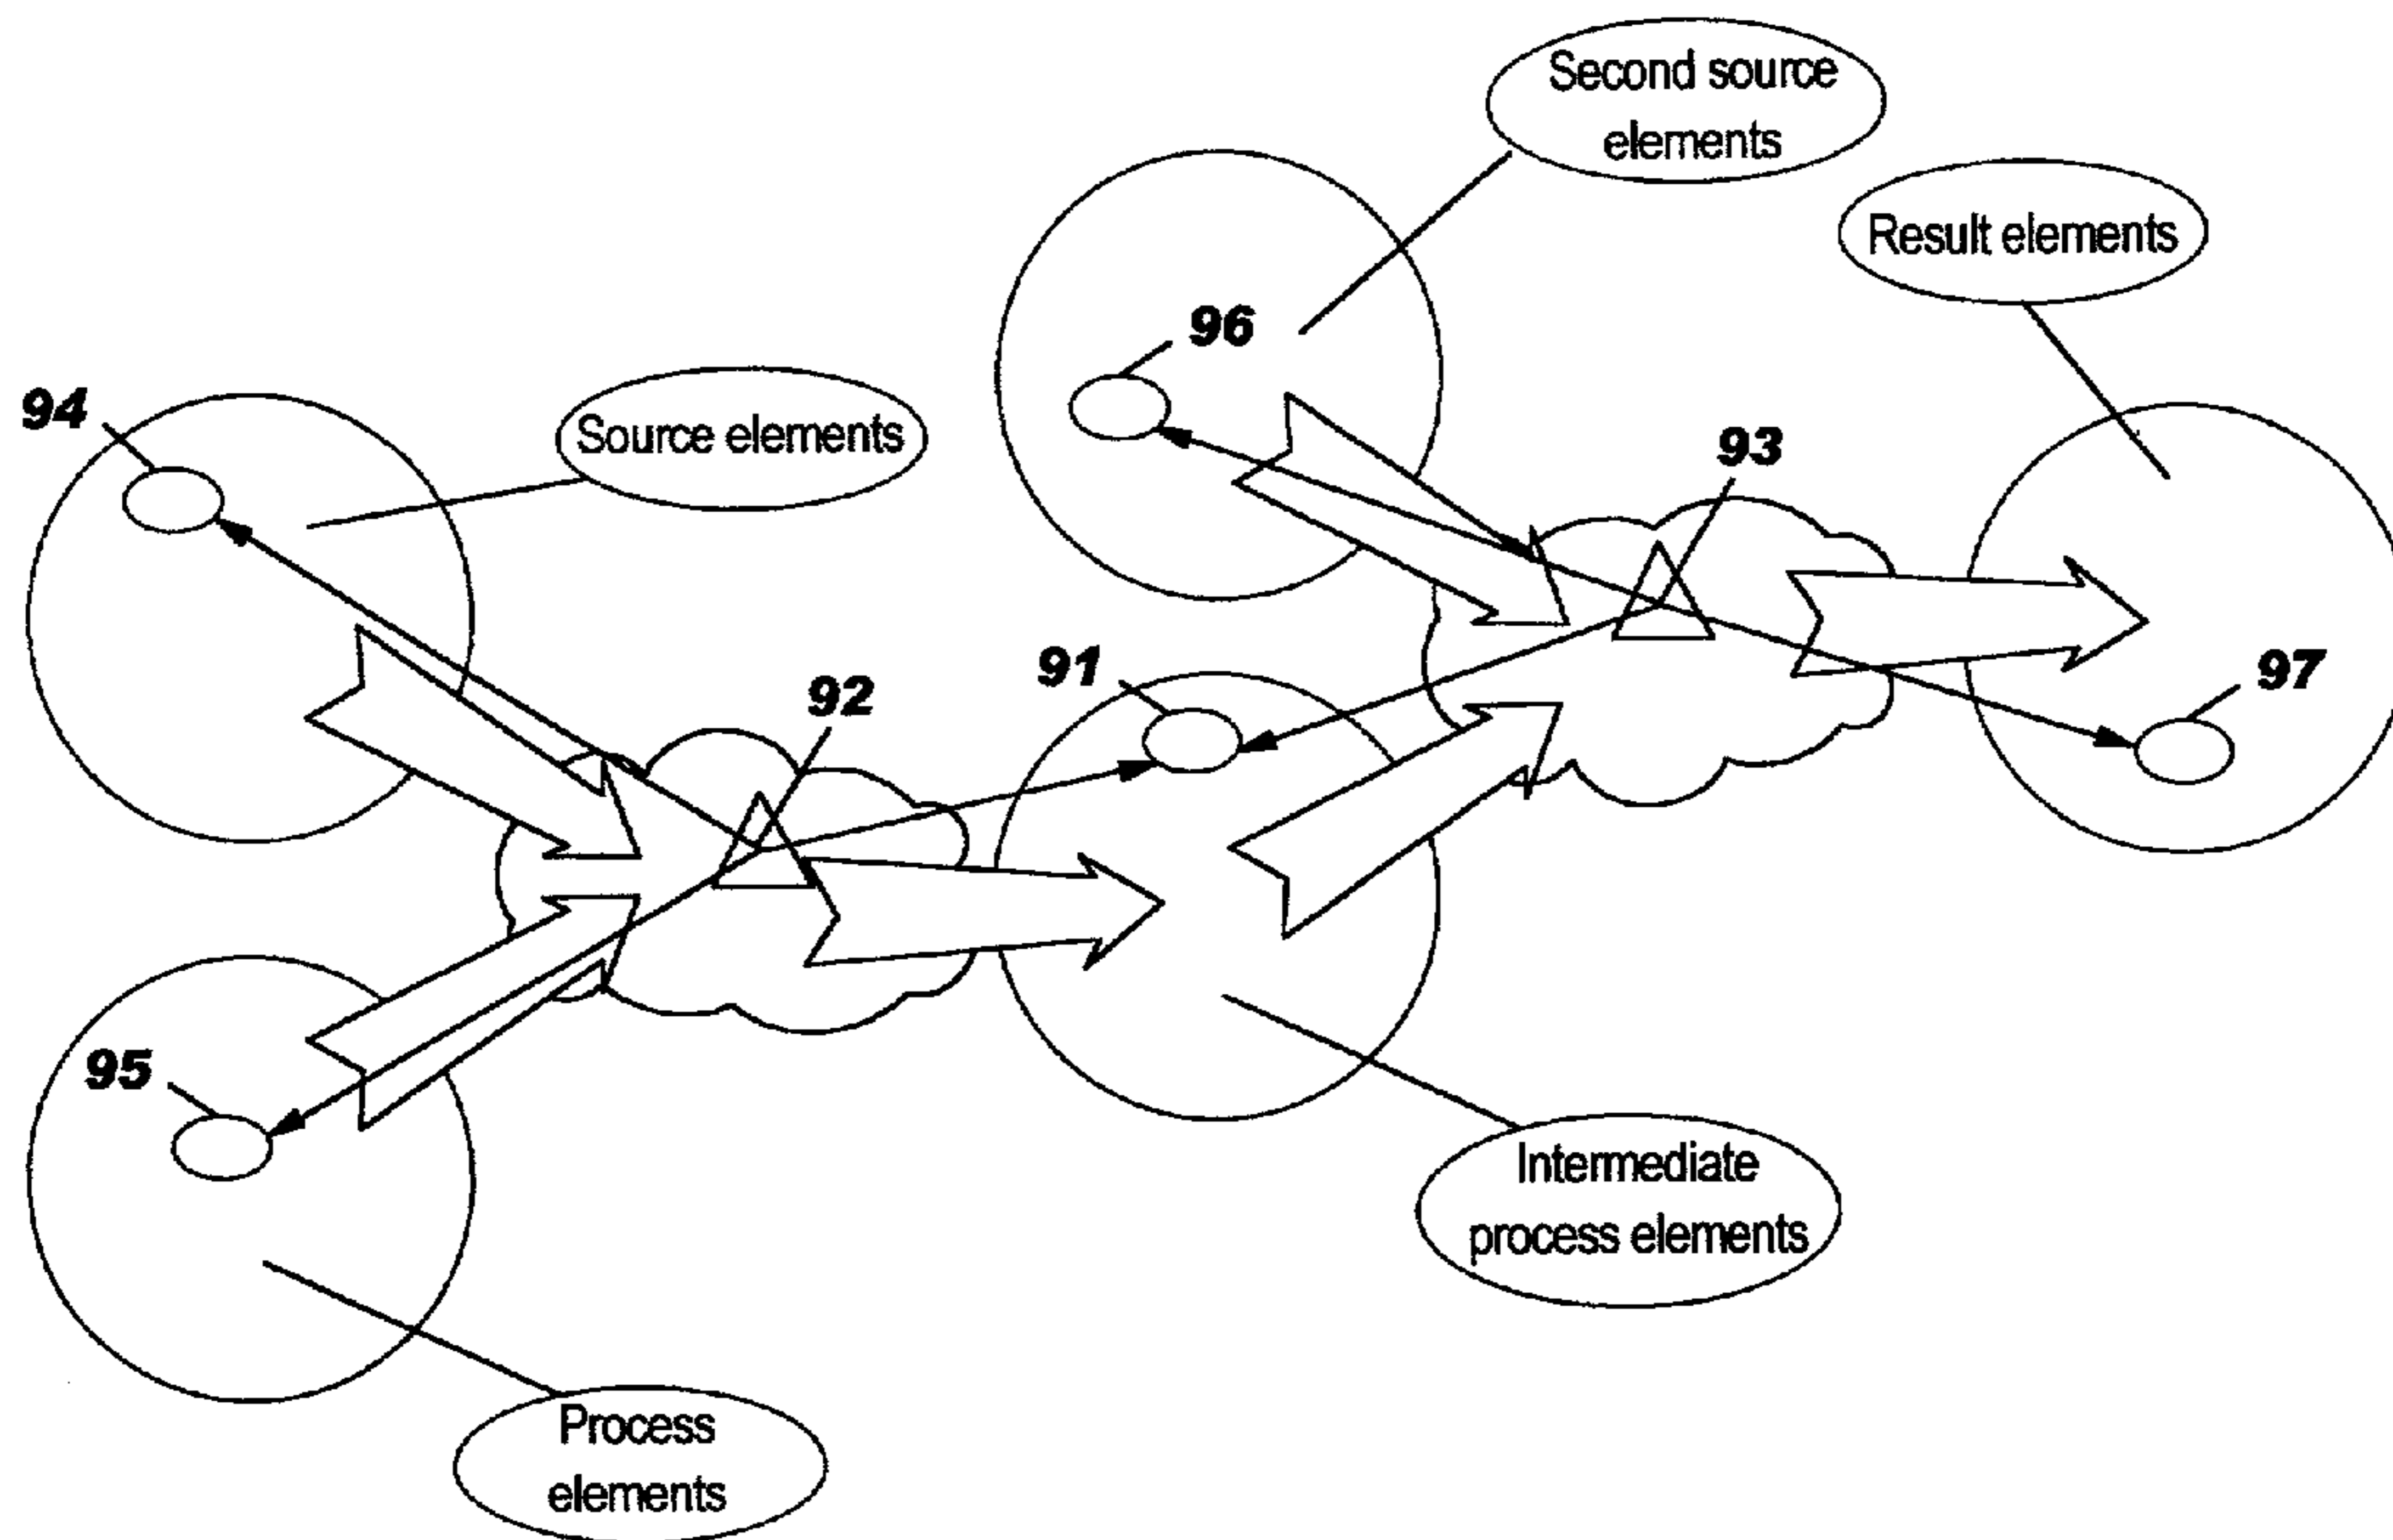 Second source
elements
Result elements
96
94
Source elements
93
91
92
97
95
Intermediate
process elements
Process
elements